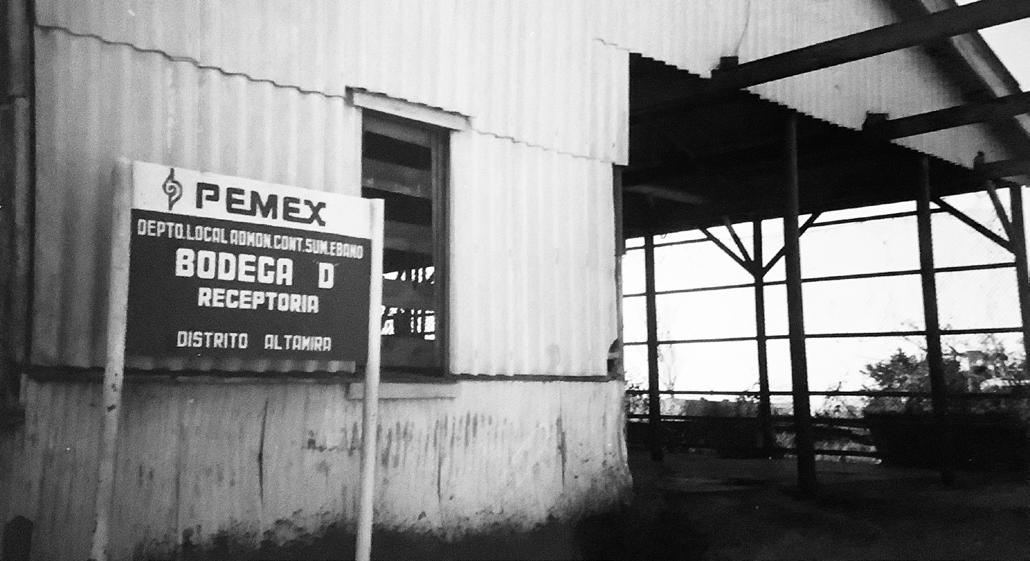 PEMEX
DEPTO.LOCAL ADMON.CONT.SUM.EBANO
BODEGA D
RECEPTORIA
DISTRITO ALTAMIRA